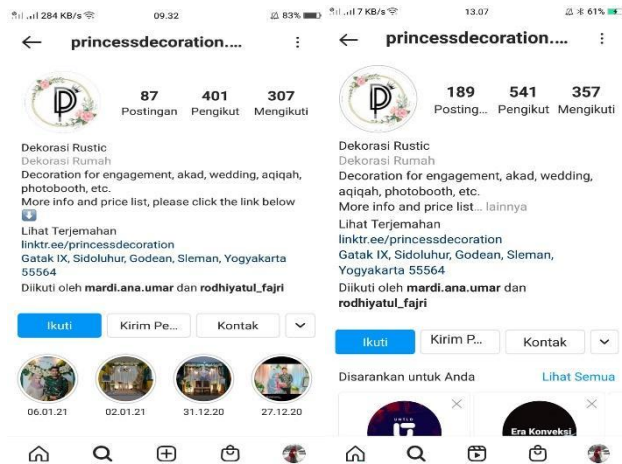 284 KB/s
09.32
83%
princessdecoration....
87
401
307
Postingan
Pengikut
Mengikuti
Dekorasi Rustic
Dekorasi Rumah
Decoration for engagement, akad, wedding, aqiqah,
photobooth, etc.
More info and price list, please click the link below
Lihat Terjemahan
linktr.ee/princessdecoration
Gatak IX, Sidoluhur, Godean, Sleman, Yogyakarta
55564
Diikuti oleh mardi.ana.umar dan rodhiyatul_fajri
Ikuti
Kirim Pe...
Kontak
06.01.21
02.01.21
31.12.20
27.12.20
7 KB/s
13.07
61%
princessdecoration....
189
541
357
Posting...
Pengikut
Mengikuti
Dekorasi Rustic
Dekorasi Rumah
Decoration for engagement, akad, wedding,
aqiqah, photobooth, etc.
More info and price list... lainnya
Lihat Terjemahan
linktr.ee/princessdecoration
Gatak IX, Sidoluhur, Godean, Sleman,
Yogyakarta 55564
Diikuti oleh mardi.ana.umar dan
rodhiyatul_fajri
Ikuti
Kirim P...
Kontak
Disarankan untuk Anda
Lihat Semua
Era Konveksi